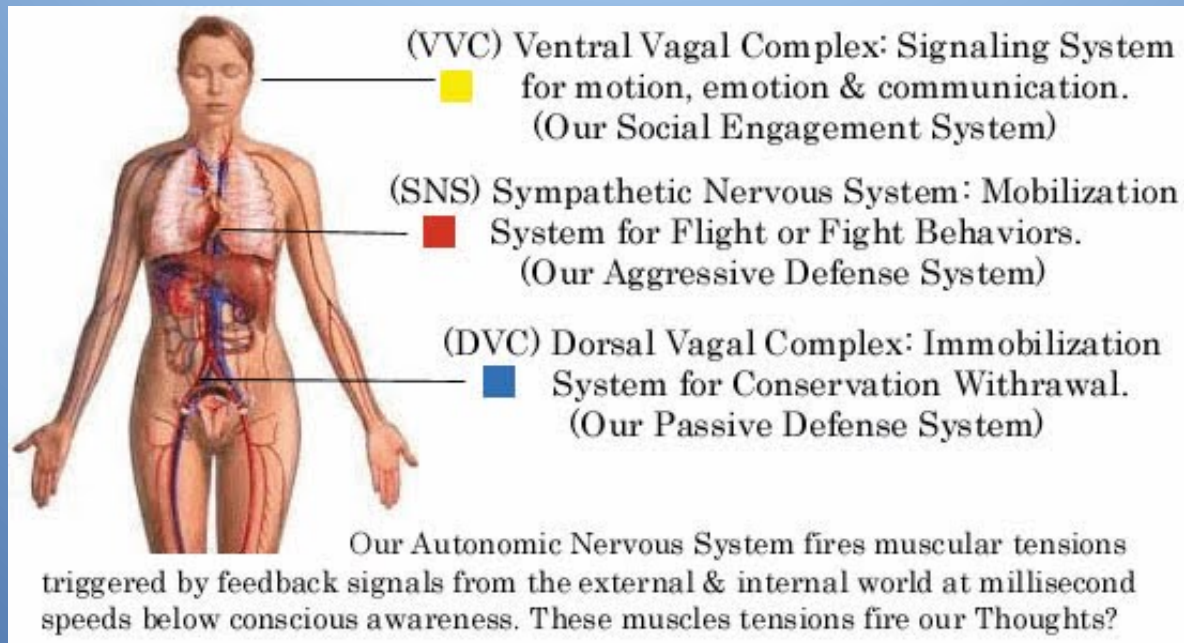 (VVC) Ventral Vagal Complex: Signaling System
for motion, emotion & communication.
(Our Social Engagement System)
(SNS) Sympathetic Nervous System: Mobilization
System for Flight or Fight Behaviors.
(Our Aggressive Defense System)
(DVC) Dorsal Vagal Complex: Immobilization
System for Conservation Withrawal.
(Our Passive Defense System)
Our Autonomic Nervous System fires muscular tensions
triggered by feedback signals from the external & internal world at millisecond
speeds below conscious awareness. These muscles tensions fire our Thoughts?